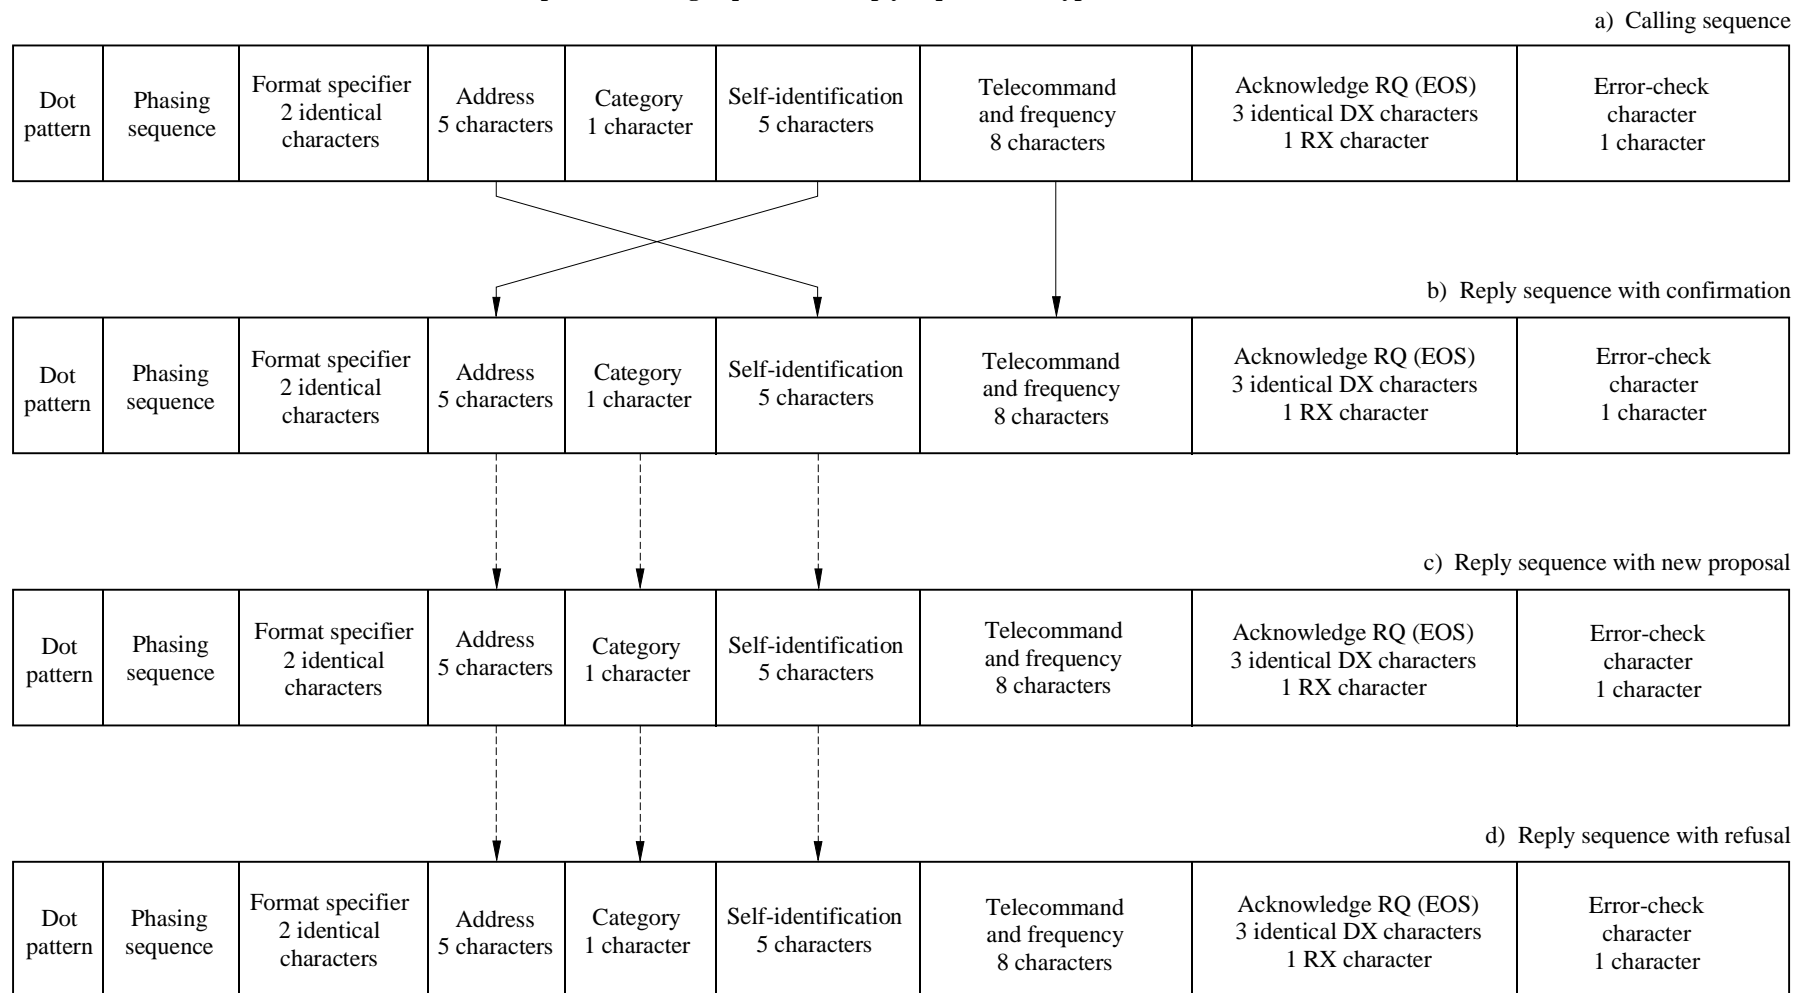 a) Calling sequence
Dot
pattern
Phasing
sequence
Format specifier
2 identical
characters
Address
5 characters
Category
1 character
Self-identification
5 characters
Telecommand
and frequency
8 characters
Acknowledge RQ (EOS)
3 identical DX characters
1 RX character
Error-check
character
1 character
b) Reply sequence with confirmation
Dot
pattern
Phasing
sequence
Format specifier
2 identical
characters
Address
5 characters
Category
1 character
Self-identification
5 characters
Telecommand
and frequency
8 characters
Acknowledge RQ (EOS)
3 identical DX characters
1 RX character
Error-check
character
1 character
c) Reply sequence with new proposal
Dot
pattern
Phasing
sequence
Format specifier
2 identical
characters
Address
5 characters
Category
1 character
Self-identification
5 characters
Telecommand
and frequency
8 characters
Acknowledge RQ (EOS)
3 identical DX characters
1 RX character
Error-check
character
1 character
d) Reply sequence with refusal
Dot
pattern
Phasing
sequence
Format specifier
2 identical
characters
Address
5 characters
Category
1 character
Self-identification
5 characters
Telecommand
and frequency
8 characters
Acknowledge RQ (EOS)
3 identical DX characters
1 RX character
Error-check
character
1 character